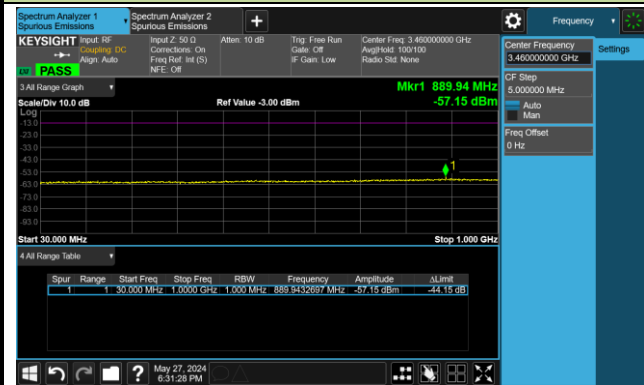 Spectrum Analyzer 1
Spurious Emissions
Spectrum Analyzer 2
Spurious Emissions
+
Frequency
KEYSIGHT
Input: RF
Coupling: DC
Align: Auto
Input Z: 50 Ω
Corrections: On
Freq Ref: Int (S)
NFE: Off
Atten: 10 dB
Trig: Free Run
Gate: Off
IF Gain: Low
Center Freq: 3.460000000 GHz
Avg|Hold: 100/100
Radio Std: None
PASS
3 All Range Graph
Mkr1 889.94 MHz
Scale/Div 10.0 dB
Ref Value -3.00 dBm
-57.15 dBm
Log
-13.0
-23.0
-33.0
-43.0
-53.0
-63.0
-73.0
-83.0
-93.0
1
Start 30.000 MHz
Stop 1.000 GHz
4 All Range Table
Spur Range Start Freq Stop Freq RBW Frequency Amplitude ΔLimit
1 1 30.000 MHz 1.0000 GHz 1.000 MHz 889.9432697 MHz -57.15 dBm -44.15 dB
Center Frequency
3.460000000 GHz
Settings
CF Step
5.000000 MHz
Auto
Man
Freq Offset
0 Hz
?
May 27, 2024
6:31:28 PM